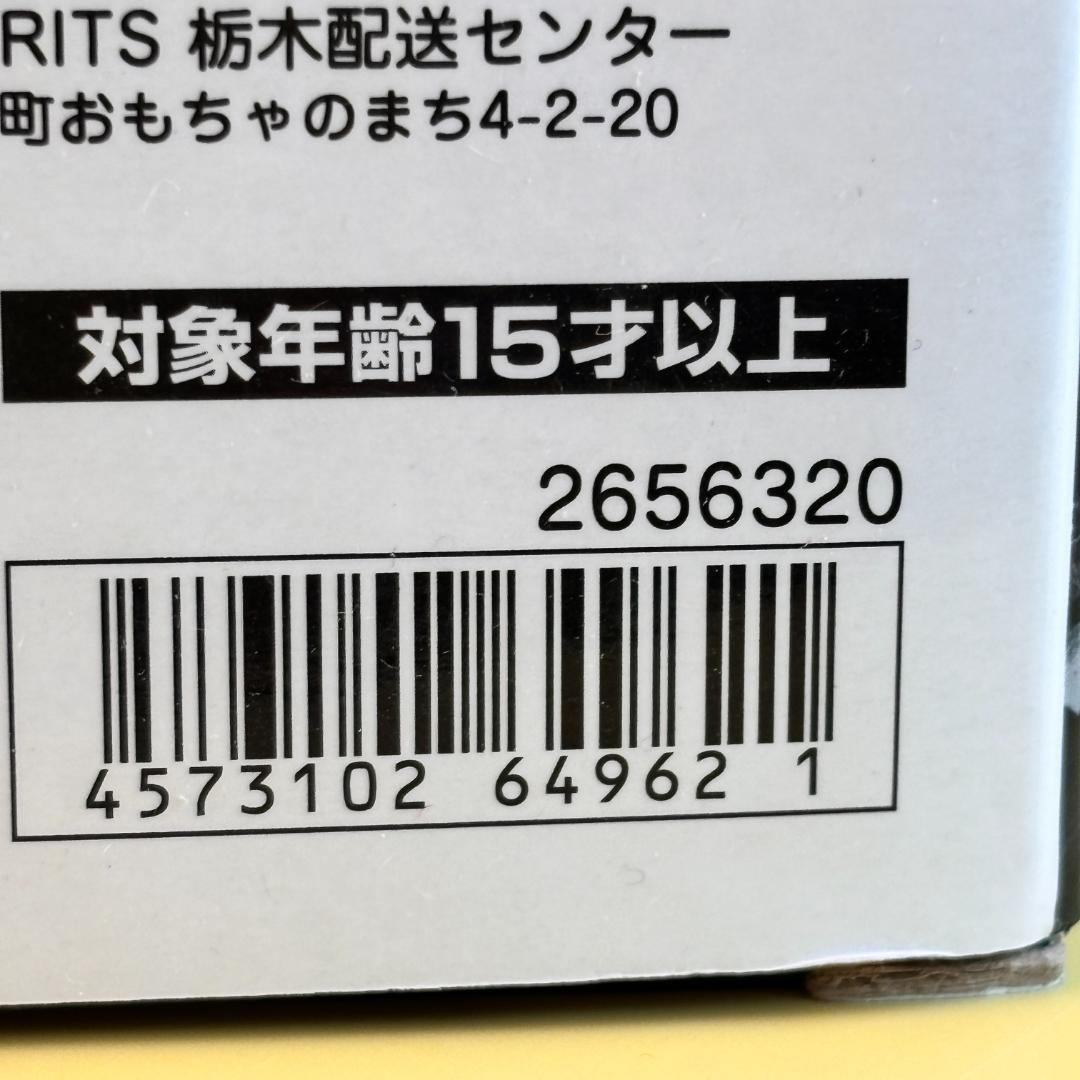 RITS 栃木配送センター
町おもちゃのまち4-2-20
対象年齢15才以上
2656320
4573102 64962 1